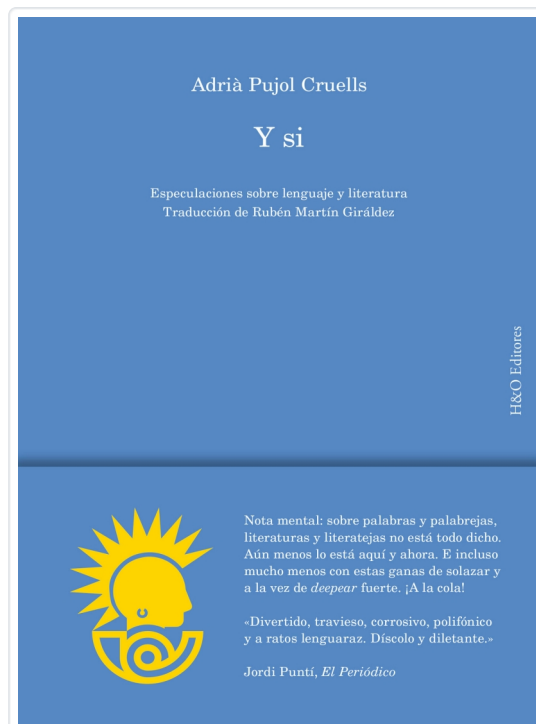 Adrià Pujol Cruells
Y si
Especulaciones sobre lenguaje y literatura
Traducción de Rubén Martín Giráldez
H&O Editores
Nota mental: sobre palabras y palabrejas,
literaturas y literatejas no está todo dicho.
Aún menos lo está aquí y ahora. E incluso
mucho menos con estas ganas de solazar y
a la vez de deepear fuerte. ¡A la cola!
«Divertido, travieso, corrosivo, polifónico
y a ratos lenguaraz. Díscolo y diletante.»
Jordi Puntí, El Periódico